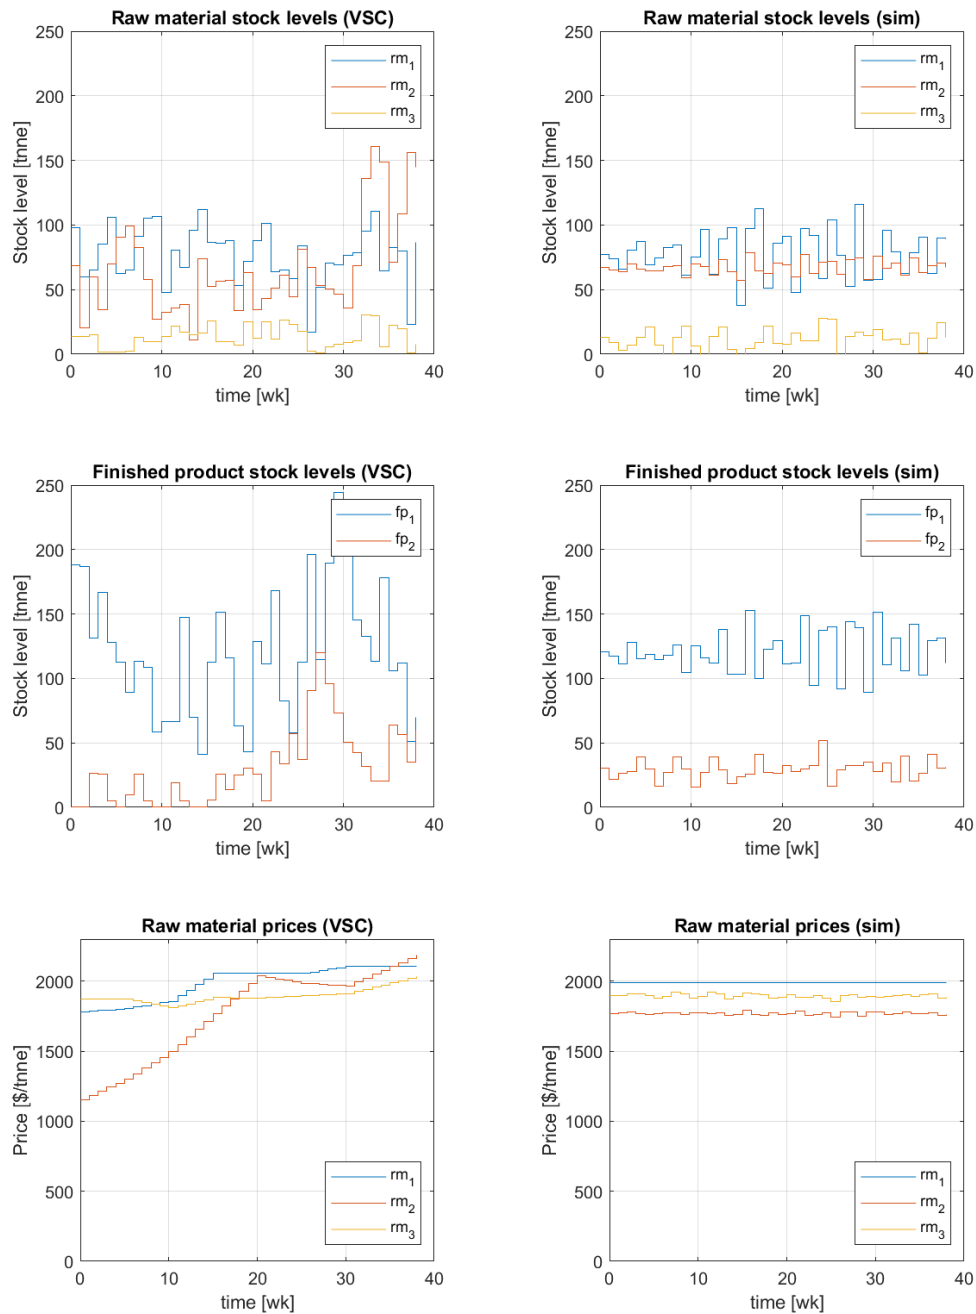 Raw material stock levels (VSC)
250
200
150
100
50
0
Stock level [tnne]
rm1
rm2
rm3
0 10 20 30 40
time [wk]
Raw material stock levels (sim)
250
200
150
100
50
0
Stock level [tnne]
rm1
rm2
rm3
0 10 20 30 40
time [wk]
Finished product stock levels (VSC)
250
200
150
100
50
0
Stock level [tnne]
fp1
fp2
0 10 20 30 40
time [wk]
Finished product stock levels (sim)
250
200
150
100
50
0
Stock level [tnne]
fp1
fp2
0 10 20 30 40
time [wk]
Raw material prices (VSC)
2000
1500
1000
500
0
Price [$/tnne]
rm1
rm2
rm3
0 10 20 30 40
time [wk]
Raw material prices (sim)
2000
1500
1000
500
0
Price [$/tnne]
rm1
rm2
rm3
0 10 20 30 40
time [wk]